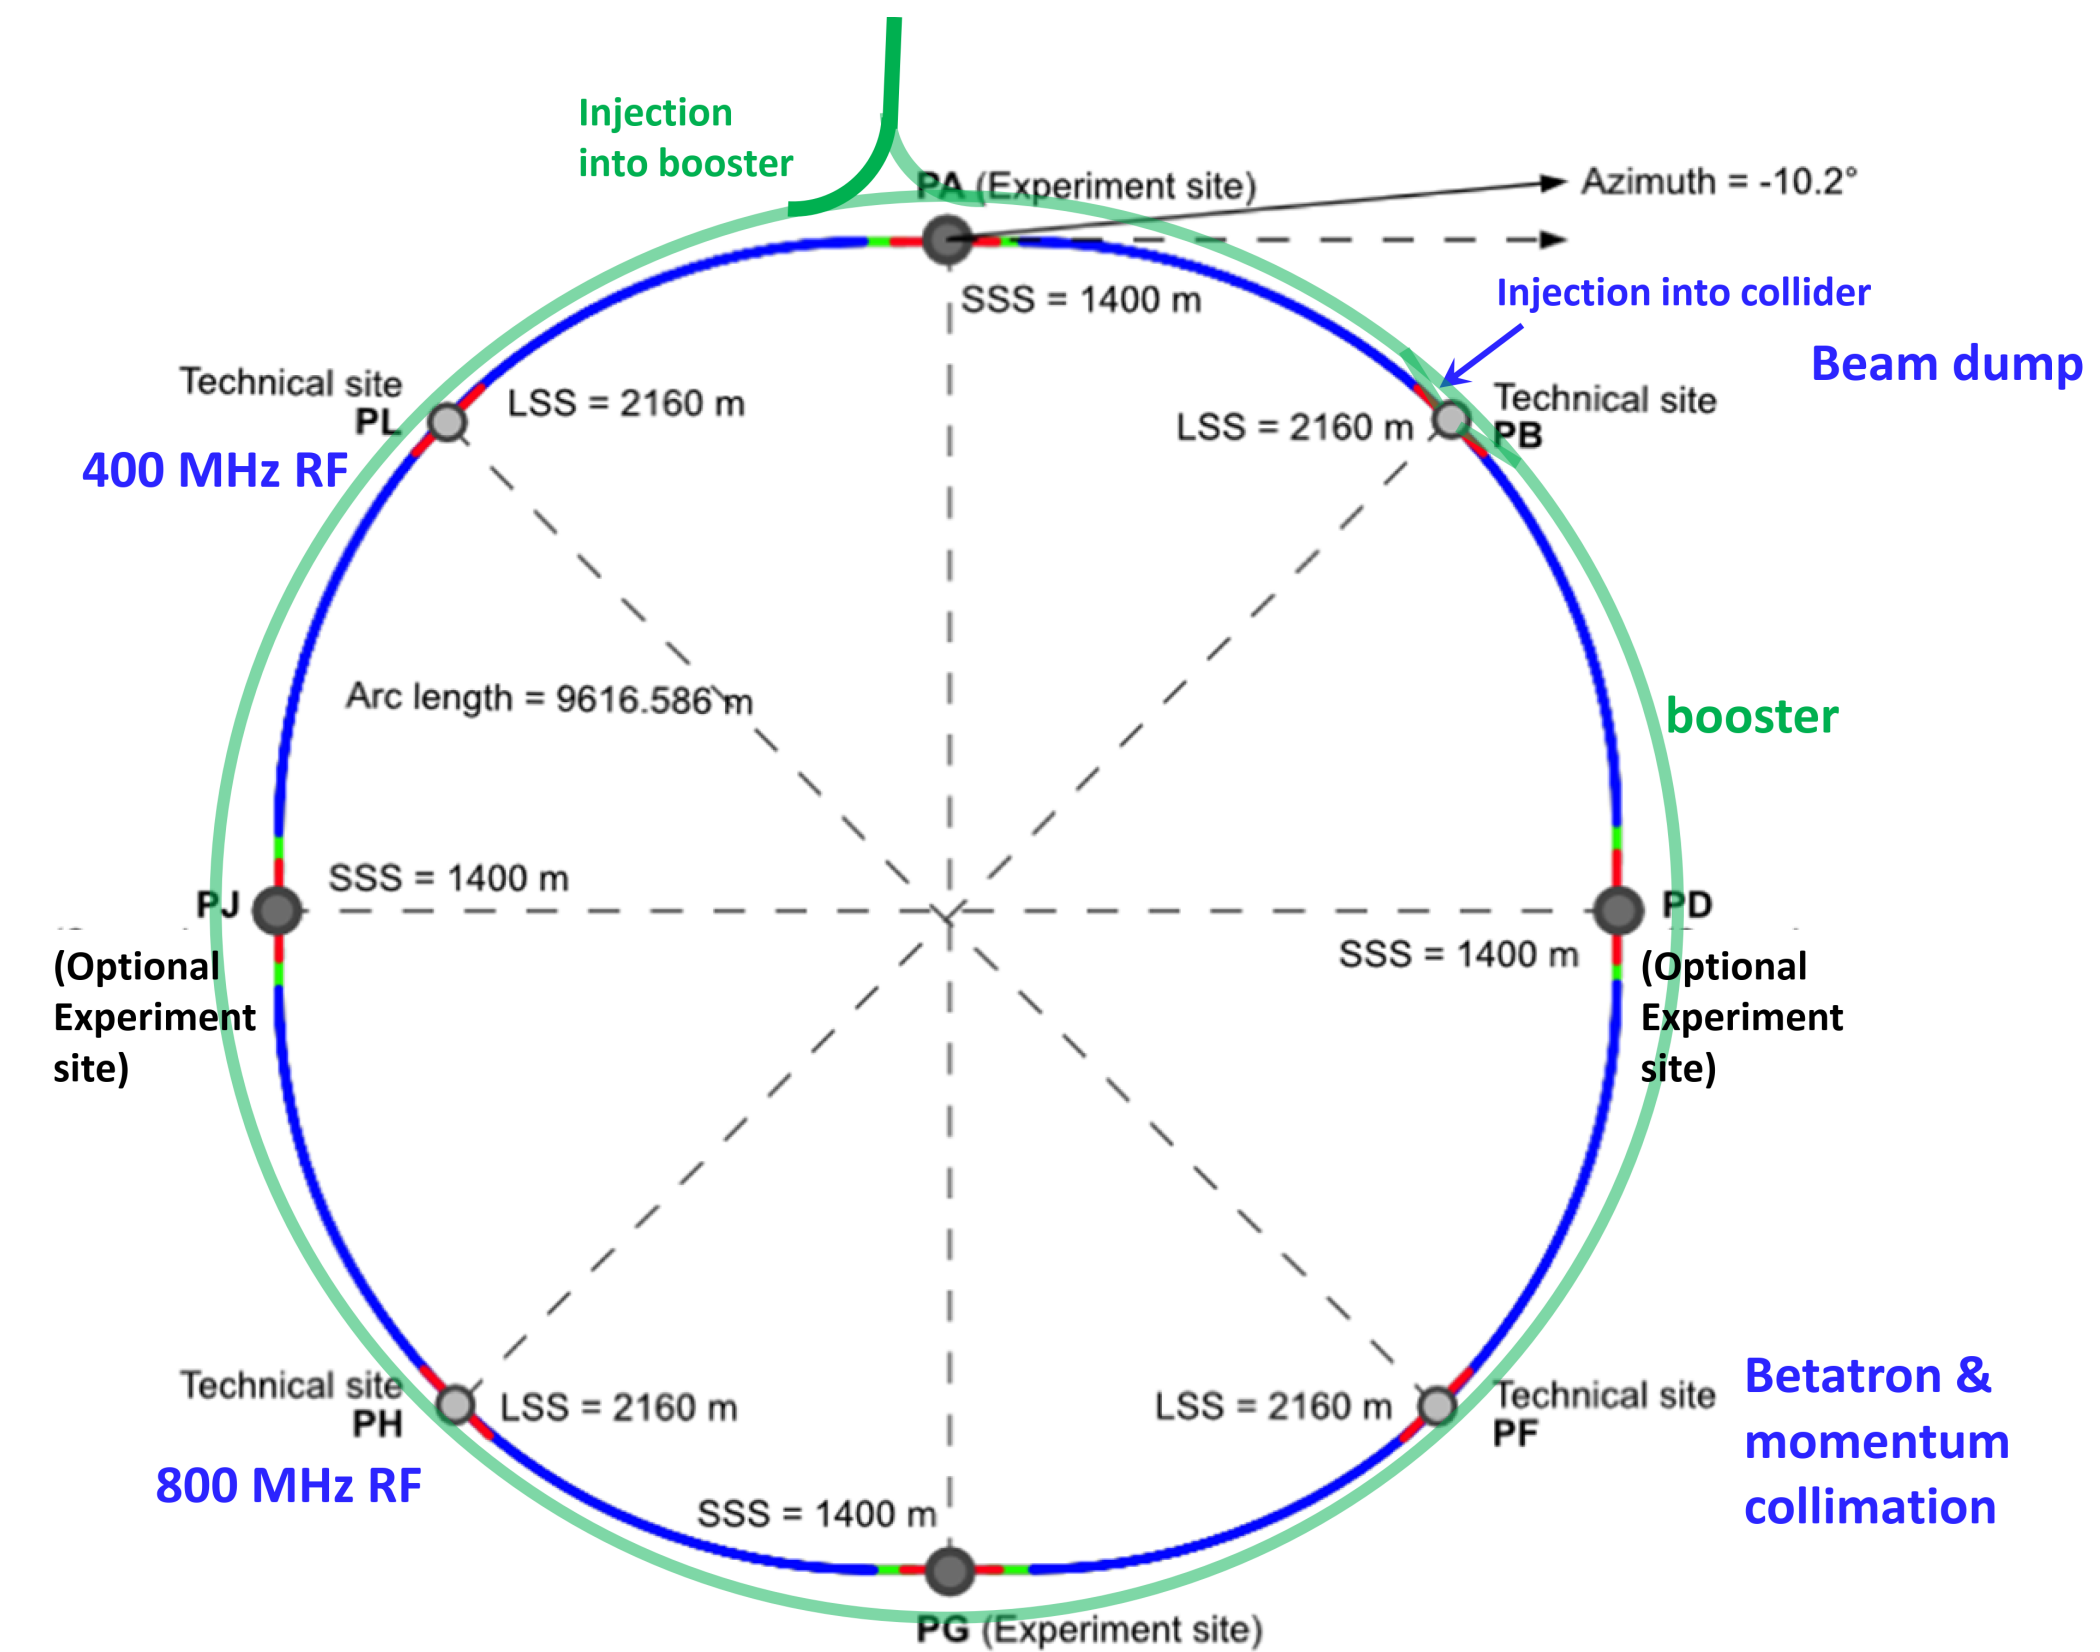 Injection
into booster
PA (Experiment site)
Azimuth = -10.2°
SSS = 1400 m
Injection into collider
Beam dump
Technical site
PL
LSS = 2160 m
400 MHz RF
LSS = 2160 m
Technical site
PB
Arc length = 9616.586 m
booster
SSS = 1400 m
PJ
(Optional
Experiment
site)
PD
SSS = 1400 m
(Optional
Experiment
site)
Technical site
PH
LSS = 2160 m
800 MHz RF
LSS = 2160 m
Technical site
PF
Betatron &
momentum
collimation
SSS = 1400 m
PG (Experiment site)